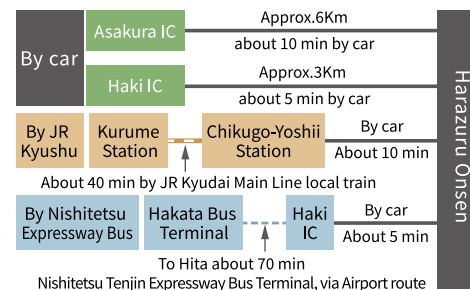 By car
Asakura IC
Approx.6Km
about 10 min by car
Haki IC
Approx.3Km
about 5 min by car
By JR
Kyushu
Kurume
Station
Chikugo-Yoshii
Station
By car
About 10 min
About 40 min by JR Kyudai Main Line local train
By Nishitetsu
Expressway Bus
Hakata Bus
Terminal
Haki
IC
By car
About 5 min
To Hita about 70 min
Nishitetsu Tenjin Expressway Bus Terminal, via Airport route
Harazuru Onsen